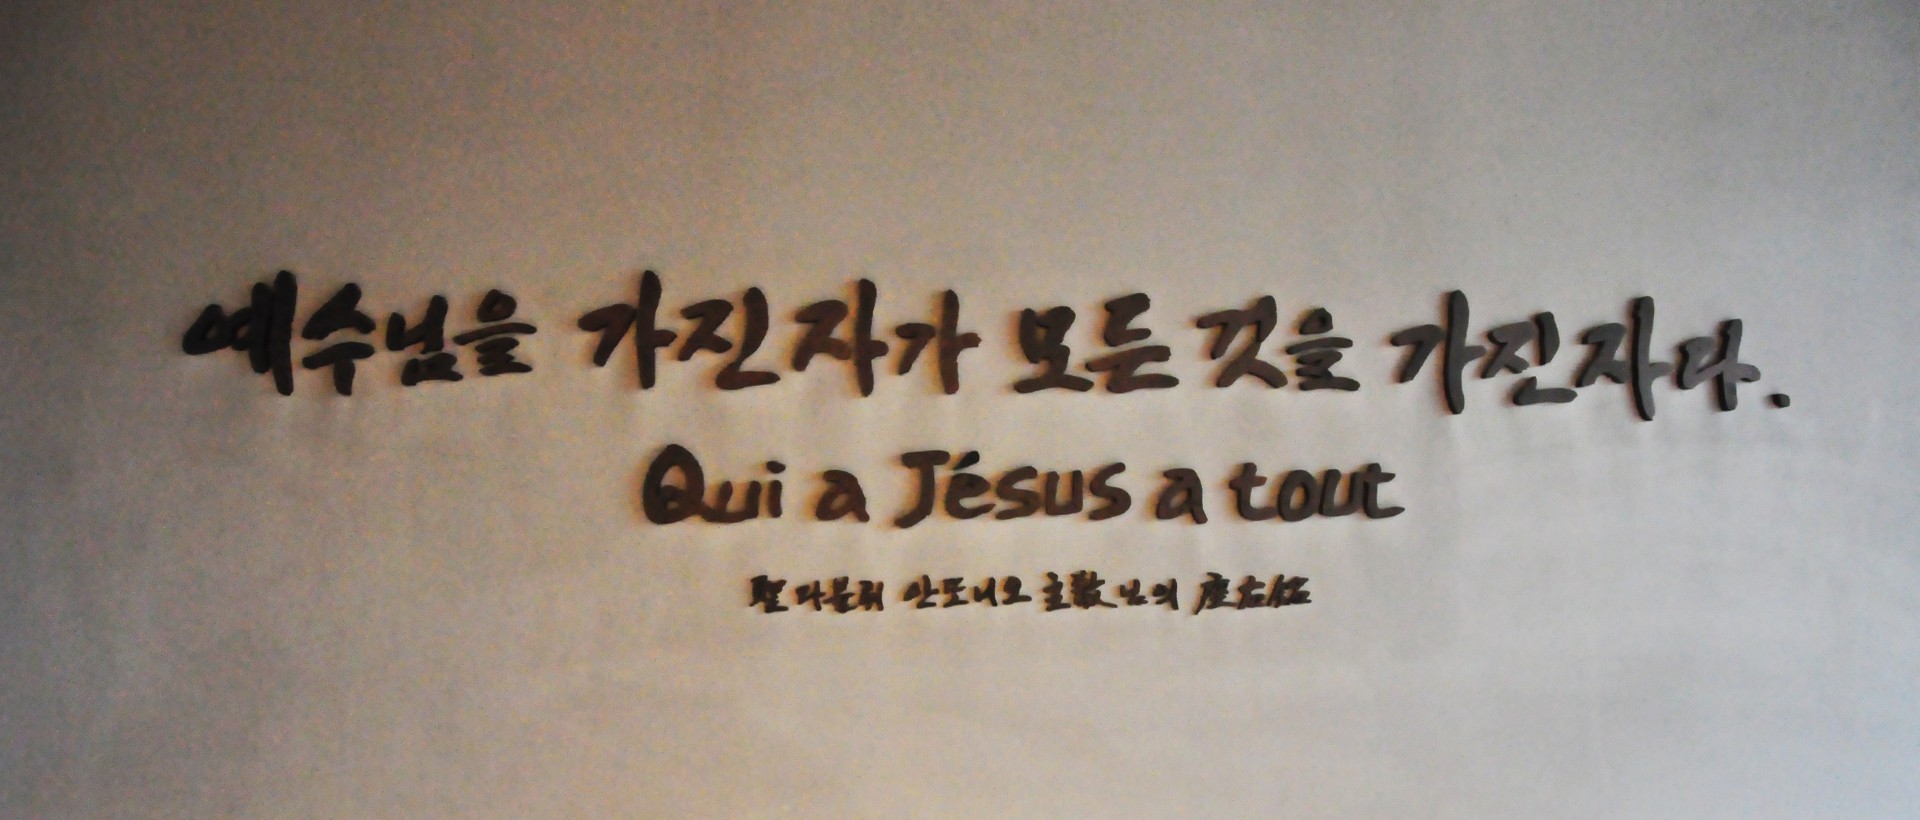 예수님을 가진 자가 모든 것을 가진 자다.
Qui a Jésus a tout
聖 다블뤼 안또니오 主敎님의 座右銘